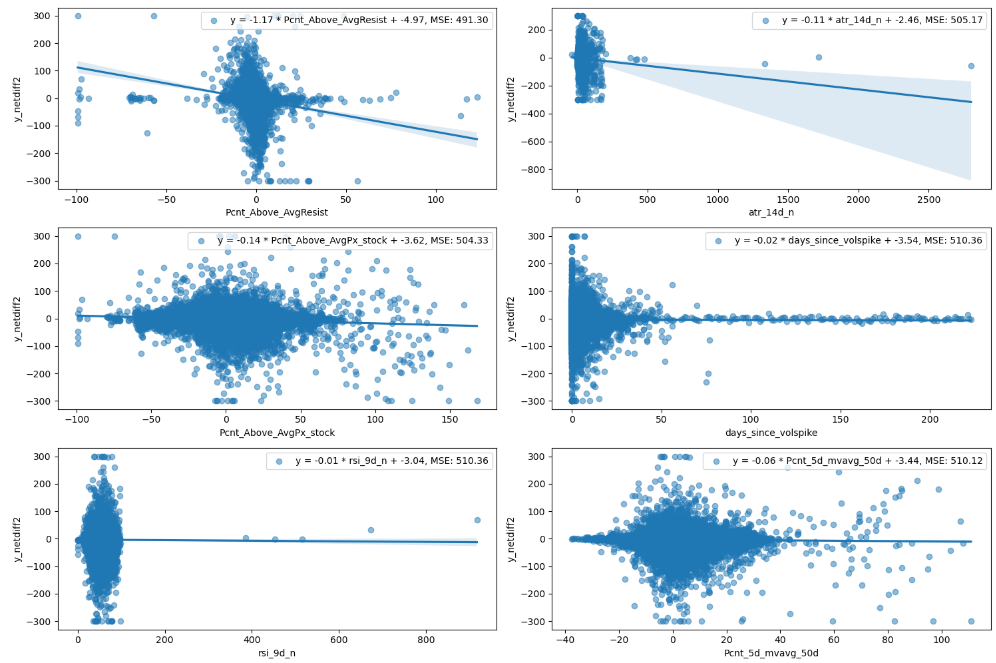 y = -1.17 * Pcnt_Above_AvgResist + -4.97, MSE: 491.30
300
200
100
0
−100
−200
−300
y_netdiff2
−100 −50 0 50 100
Pcnt_Above_AvgResist
y = -0.11 * atr_14d_n + -2.46, MSE: 505.17
200
0
−200
−400
−600
−800
y_netdiff2
0 500 1000 1500 2000 2500
atr_14d_n
y = -0.14 * Pcnt_Above_AvgPx_stock + -3.62, MSE: 504.33
300
200
100
0
−100
−200
−300
y_netdiff2
−100 −50 0 50 100 150
Pcnt_Above_AvgPx_stock
y = -0.02 * days_since_volspike + -3.54, MSE: 510.36
300
200
100
0
−100
−200
−300
y_netdiff2
0 50 100 150 200
days_since_volspike
y = -0.01 * rsi_9d_n + -3.04, MSE: 510.36
300
200
100
0
−100
−200
−300
y_netdiff2
0 200 400 600 800
rsi_9d_n
y = -0.06 * Pcnt_5d_mvavg_50d + -3.44, MSE: 510.12
300
200
100
0
−100
−200
−300
y_netdiff2
−40 −20 0 20 40 60 80 100
Pcnt_5d_mvavg_50d